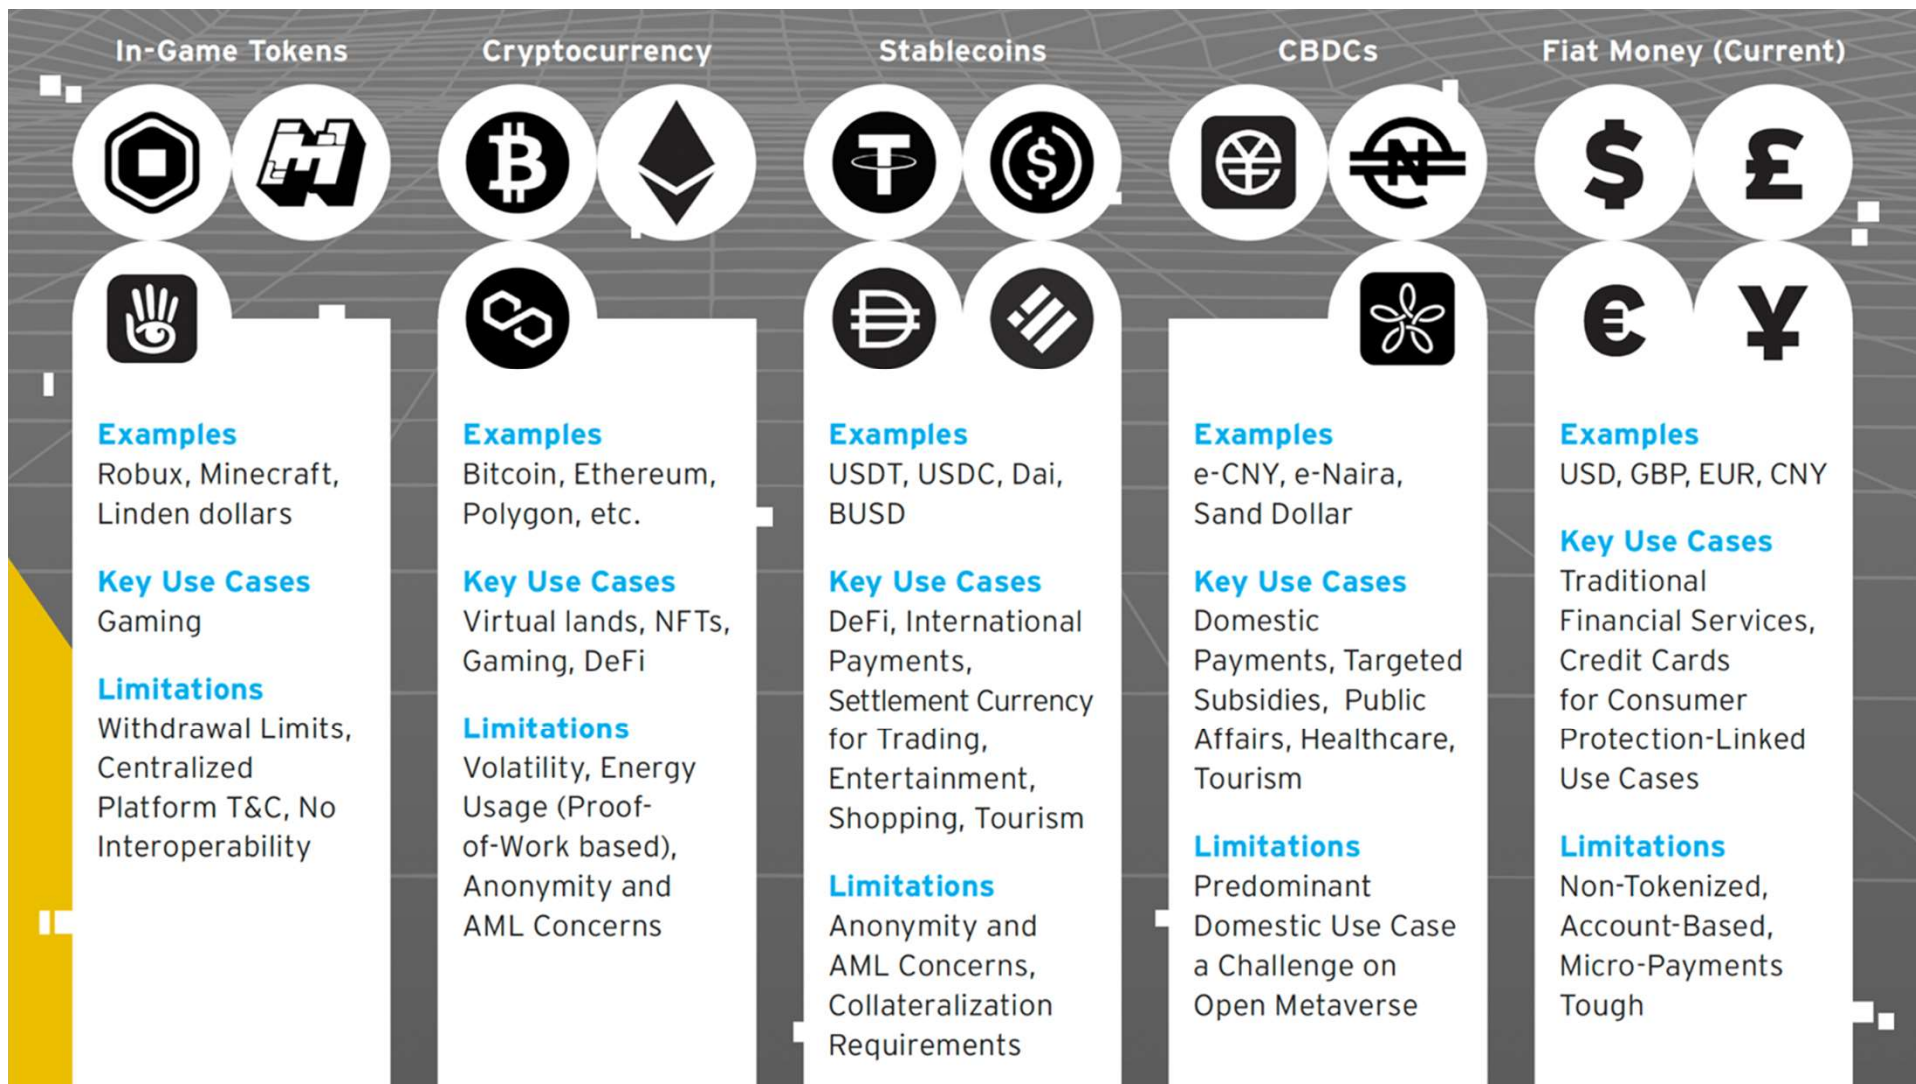 In-Game Tokens
Examples
Robux, Minecraft,
Linden dollars
Key Use Cases
Gaming
Limitations
Withdrawal Limits,
Centralized
Platform T&C, No
Interoperability
Cryptocurrency
Examples
Bitcoin, Ethereum,
Polygon, etc.
Key Use Cases
Virtual lands, NFTs,
Gaming, DeFi
Limitations
Volatility, Energy
Usage (Proof-
of-Work based),
Anonymity and
AML Concerns
Stablecoins
Examples
USDT, USDC, Dai,
BUSD
Key Use Cases
DeFi, International
Payments,
Settlement Currency
for Trading,
Entertainment,
Shopping, Tourism
Limitations
Anonymity and
AML Concerns,
Collateralization
Requirements
CBDCs
Examples
e-CNY, e-Naira,
Sand Dollar
Key Use Cases
Domestic
Payments, Targeted
Subsidies, Public
Affairs, Healthcare,
Tourism
Limitations
Predominant
Domestic Use Case
a Challenge on
Open Metaverse
Fiat Money (Current)
$ £
€ ¥
Examples
USD, GBP, EUR, CNY
Key Use Cases
Traditional
Financial Services,
Credit Cards
for Consumer
Protection-Linked
Use Cases
Limitations
Non-Tokenized,
Account-Based,
Micro-Payments
Tough